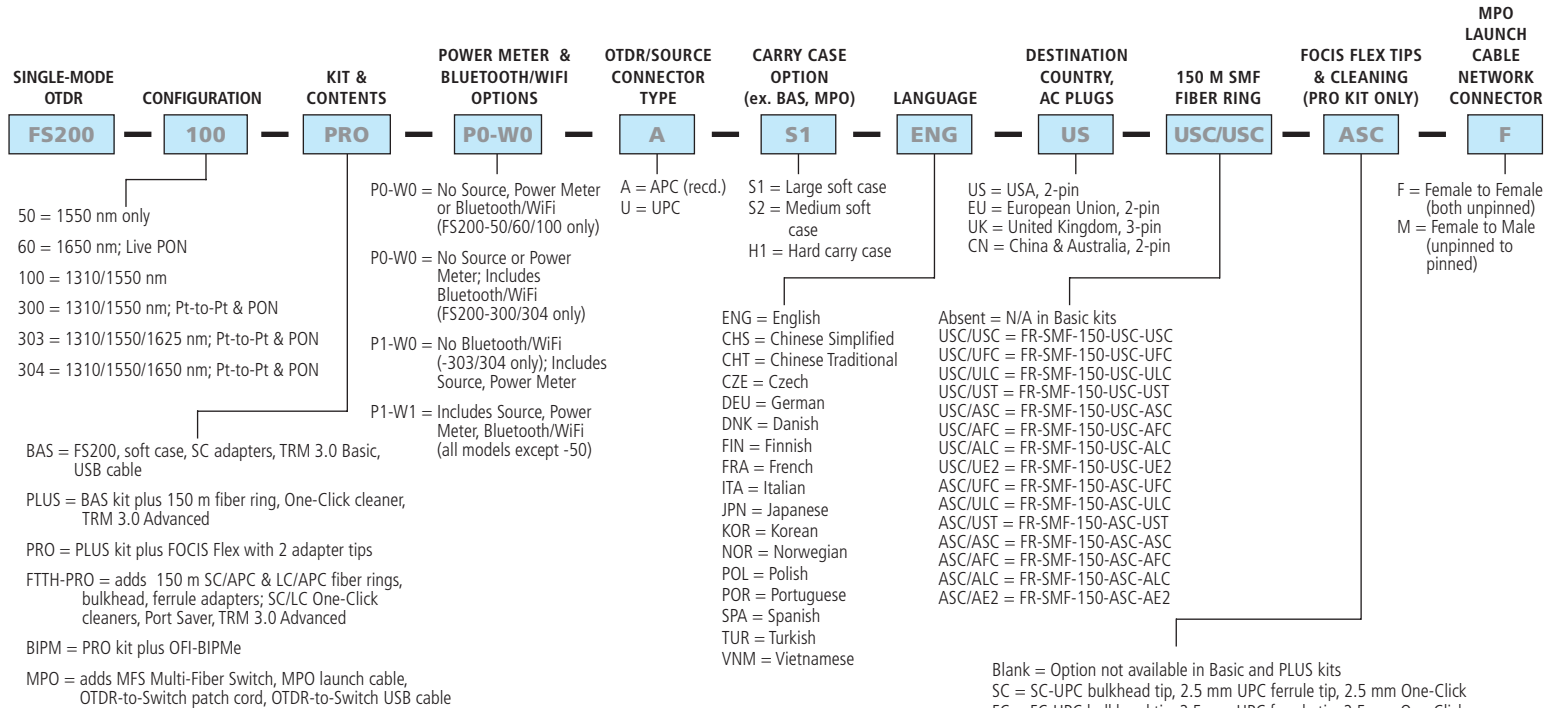 SINGLE-MODE
OTDR
CONFIGURATION
KIT &
CONTENTS
POWER METER &
BLUETOOTH/WIFI
OPTIONS
OTDR/SOURCE
CONNECTOR
TYPE
CARRY CASE
OPTION
(ex. BAS, MPO)
LANGUAGE
DESTINATION
COUNTRY,
AC PLUGS
150 M SMF
FIBER RING
FOCIS FLEX TIPS
& CLEANING
(PRO KIT ONLY)
MPO
LAUNCH
CABLE
NETWORK
CONNECTOR
FS200 — 100 — PRO — P0-W0 — A — S1 — ENG — US — USC/USC — ASC — F
50 = 1550 nm only
60 = 1650 nm; Live PON
100 = 1310/1550 nm
300 = 1310/1550 nm; Pt-to-Pt & PON
303 = 1310/1550/1625 nm; Pt-to-Pt & PON
304 = 1310/1550/1650 nm; Pt-to-Pt & PON
BAS = FS200, soft case, SC adapters, TRM 3.0 Basic,
USB cable
PLUS = BAS kit plus 150 m fiber ring, One-Click cleaner,
TRM 3.0 Advanced
PRO = PLUS kit plus FOCIS Flex with 2 adapter tips
FTTH-PRO = adds 150 m SC/APC & LC/APC fiber rings,
bulkhead, ferrule adapters; SC/LC One-Click
cleaners, Port Saver, TRM 3.0 Advanced
BIPM = PRO kit plus OFI-BIPMe
MPO = adds MFS Multi-Fiber Switch, MPO launch cable,
OTDR-to-Switch patch cord, OTDR-to-Switch USB cable
P0-W0 = No Source, Power Meter
or Bluetooth/WiFi
(FS200-50/60/100 only)
P0-W0 = No Source or Power
Meter; Includes
Bluetooth/WiFi
(FS200-300/304 only)
P1-W0 = No Bluetooth/WiFi
(-303/304 only); Includes
Source, Power Meter
P1-W1 = Includes Source, Power
Meter, Bluetooth/WiFi
(all models except -50)
A = APC (recd.)
U = UPC
S1 = Large soft case
S2 = Medium soft
case
H1 = Hard carry case
ENG = English
CHS = Chinese Simplified
CHT = Chinese Traditional
CZE = Czech
DEU = German
DNK = Danish
FIN = Finnish
FRA = French
ITA = Italian
JPN = Japanese
KOR = Korean
NOR = Norwegian
POL = Polish
POR = Portuguese
SPA = Spanish
TUR = Turkish
VNM = Vietnamese
US = USA, 2-pin
EU = European Union, 2-pin
UK = United Kingdom, 3-pin
CN = China & Australia, 2-pin
Absent = N/A in Basic kits
USC/USC = FR-SMF-150-USC-USC
USC/UFC = FR-SMF-150-USC-UFC
USC/ULC = FR-SMF-150-USC-ULC
USC/UST = FR-SMF-150-USC-UST
USC/ASC = FR-SMF-150-USC-ASC
USC/AFC = FR-SMF-150-USC-AFC
USC/ALC = FR-SMF-150-USC-ALC
USC/UE2 = FR-SMF-150-USC-UE2
ASC/UFC = FR-SMF-150-ASC-UFC
ASC/ULC = FR-SMF-150-ASC-ULC
ASC/UST = FR-SMF-150-ASC-UST
ASC/ASC = FR-SMF-150-ASC-ASC
ASC/AFC = FR-SMF-150-ASC-AFC
ASC/ALC = FR-SMF-150-ASC-ALC
ASC/AE2 = FR-SMF-150-ASC-AE2
F = Female to Female
(both unpinned)
M = Female to Male
(unpinned to
pinned)
Blank = Option not available in Basic and PLUS kits
SC = SC-UPC bulkhead tip, 2.5 mm UPC ferrule tip, 2.5 mm One-Click